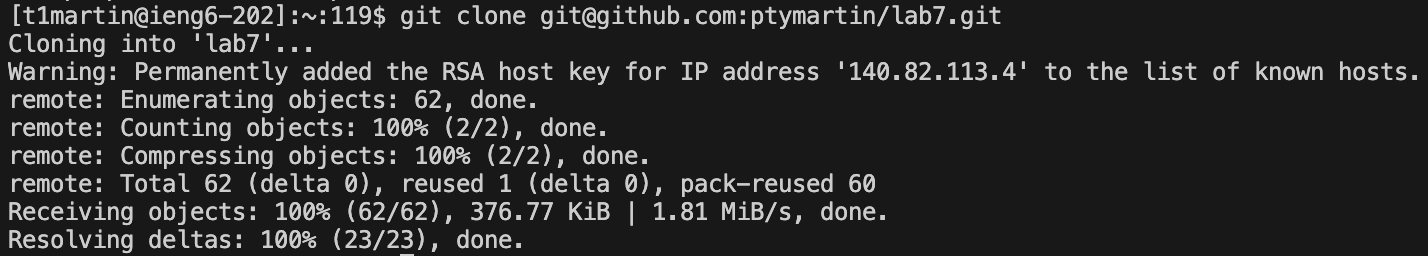 [t1martin@ieng6-202]:~:119$ git clone git@github.com:ptymartin/lab7.git
Cloning into 'lab7'...
Warning: Permanently added the RSA host key for IP address '140.82.113.4' to the list of known hosts.
remote: Enumerating objects: 62, done.
remote: Counting objects: 100% (2/2), done.
remote: Compressing objects: 100% (2/2), done.
remote: Total 62 (delta 0), reused 1 (delta 0), pack-reused 60
Receiving objects: 100% (62/62), 376.77 KiB | 1.81 MiB/s, done.
Resolving deltas: 100% (23/23), done.